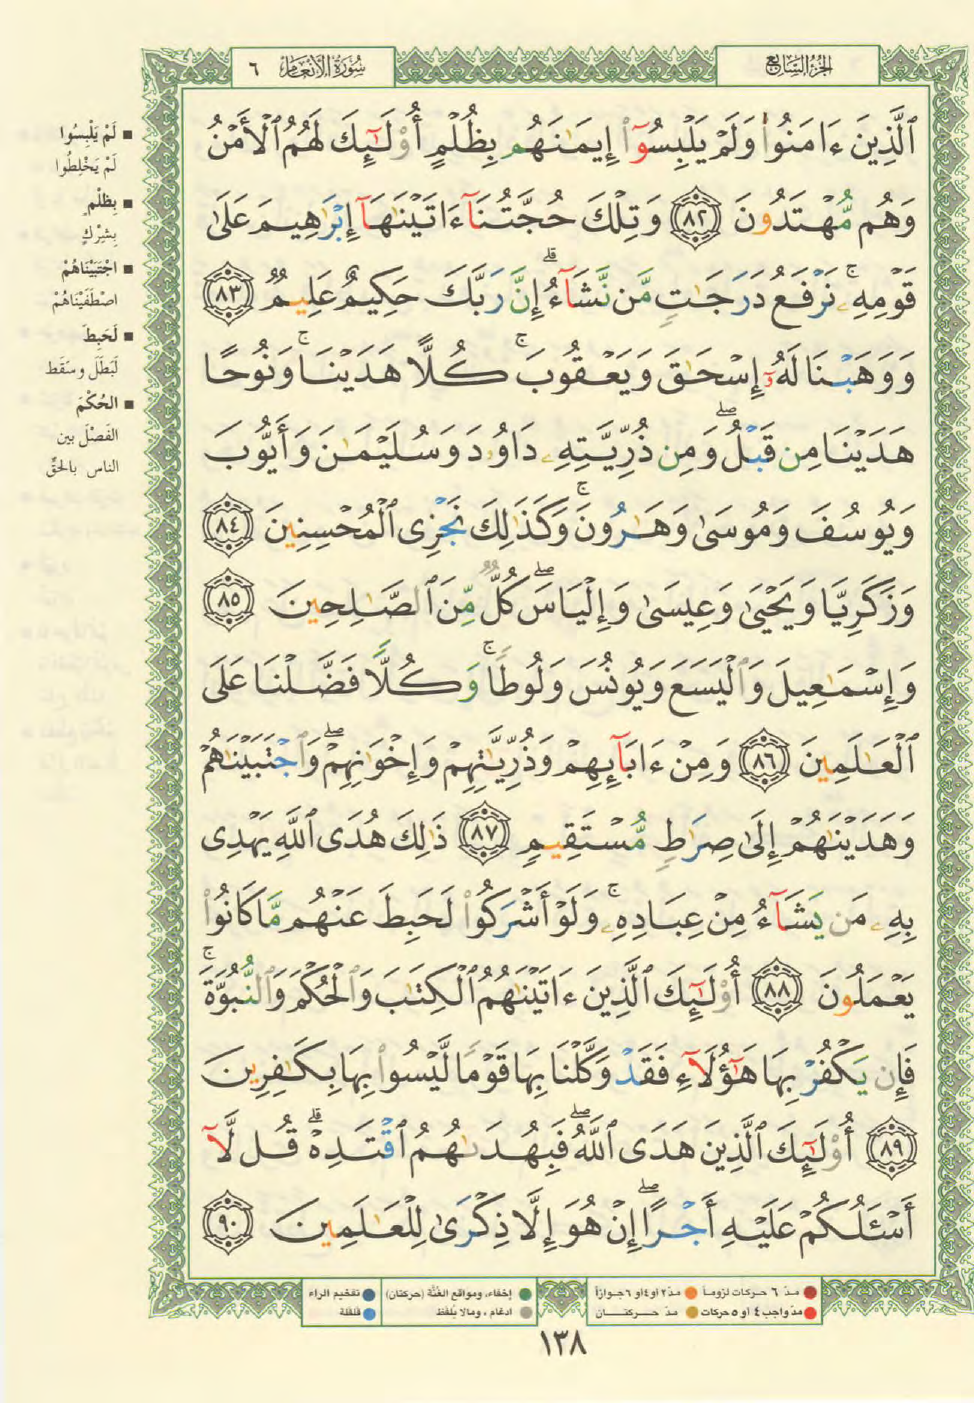 الجزء السابع
سورة الأنعام ٦
ٱلَّذِينَ ءَامَنُوا۟ وَلَمْ يَلْبِسُوٓا۟ إِيمَـٰنَهُم بِظُلْمٍ أُو۟لَـٰٓئِكَ لَهُمُ ٱلْأَمْنُ
وَهُم مُّهْتَدُونَ ٨٢ وَتِلْكَ حُجَّتُنَآ ءَاتَيْنَـٰهَآ إِبْرَٰهِيمَ عَلَىٰ
قَوْمِهِۦ ۚ نَرْفَعُ دَرَجَـٰتٍ مَّن نَّشَآءُ ۗ إِنَّ رَبَّكَ حَكِيمٌ عَلِيمٌ ٨٣
وَوَهَبْنَا لَهُۥٓ إِسْحَـٰقَ وَيَعْقُوبَ ۚ كُلًّا هَدَيْنَا ۚ وَنُوحًا
هَدَيْنَا مِن قَبْلُ ۖ وَمِن ذُرِّيَّتِهِۦ دَاوُۥدَ وَسُلَيْمَـٰنَ وَأَيُّوبَ
وَيُوسُفَ وَمُوسَىٰ وَهَـٰرُونَ ۚ وَكَذَٰلِكَ نَجْزِى ٱلْمُحْسِنِينَ ٨٤
وَزَكَرِيَّا وَيَحْيَىٰ وَعِيسَىٰ وَإِلْيَاسَ ۖ كُلٌّ مِّنَ ٱلصَّـٰلِحِينَ ٨٥
وَإِسْمَـٰعِيلَ وَٱلْيَسَعَ وَيُونُسَ وَلُوطًا ۚ وَكُلًّا فَضَّلْنَا عَلَى
ٱلْعَـٰلَمِينَ ٨٦ وَمِنْ ءَابَآئِهِمْ وَذُرِّيَّـٰتِهِمْ وَإِخْوَٰنِهِمْ ۖ وَٱجْتَبَيْنَـٰهُمْ
وَهَدَيْنَـٰهُمْ إِلَىٰ صِرَٰطٍ مُّسْتَقِيمٍ ٨٧ ذَٰلِكَ هُدَى ٱللَّهِ يَهْدِى
بِهِۦ مَن يَشَآءُ مِنْ عِبَادِهِۦ ۚ وَلَوْ أَشْرَكُوا۟ لَحَبِطَ عَنْهُم مَّا كَانُوا۟
يَعْمَلُونَ ٨٨ أُو۟لَـٰٓئِكَ ٱلَّذِينَ ءَاتَيْنَـٰهُمُ ٱلْكِتَـٰبَ وَٱلْحُكْمَ وَٱلنُّبُوَّةَ ۚ
فَإِن يَكْفُرْ بِهَا هَـٰٓؤُلَآءِ فَقَدْ وَكَّلْنَا بِهَا قَوْمًا لَّيْسُوا۟ بِهَا بِكَـٰفِرِينَ
٨٩ أُو۟لَـٰٓئِكَ ٱلَّذِينَ هَدَى ٱللَّهُ ۖ فَبِهُدَىٰهُمُ ٱقْتَدِهْ ۗ قُل لَّآ
أَسْـَٔلُكُمْ عَلَيْهِ أَجْرًا ۖ إِنْ هُوَ إِلَّا ذِكْرَىٰ لِلْعَـٰلَمِينَ ٩٠
■ لَمْ يَلْبِسُوا
لَمْ يَخْلِطُوا
■ بِظُلْمٍ
بِشِرْكٍ
■ اجْتَبَيْنَاهُمْ
اصْطَفَيْنَاهُمْ
■ لَحَبِطَ
لَبَطَلَ وسَقَط
■ الحُكْمَ
الفَصْلَ بين
الناس بالحَقِّ
مدّ ٦ حركات لزوماً ● مدّ ٢ أو ٤ أو ٦ جوازاً
مدّ واجب ٤ أو ٥ حركات ● مدّ حركتان
إخفاء، ومواقع الغُنَّة (حركتان) ● تفخيم الراء
ادغام، ومالا يُلفظ ● قلقلة
١٣٨